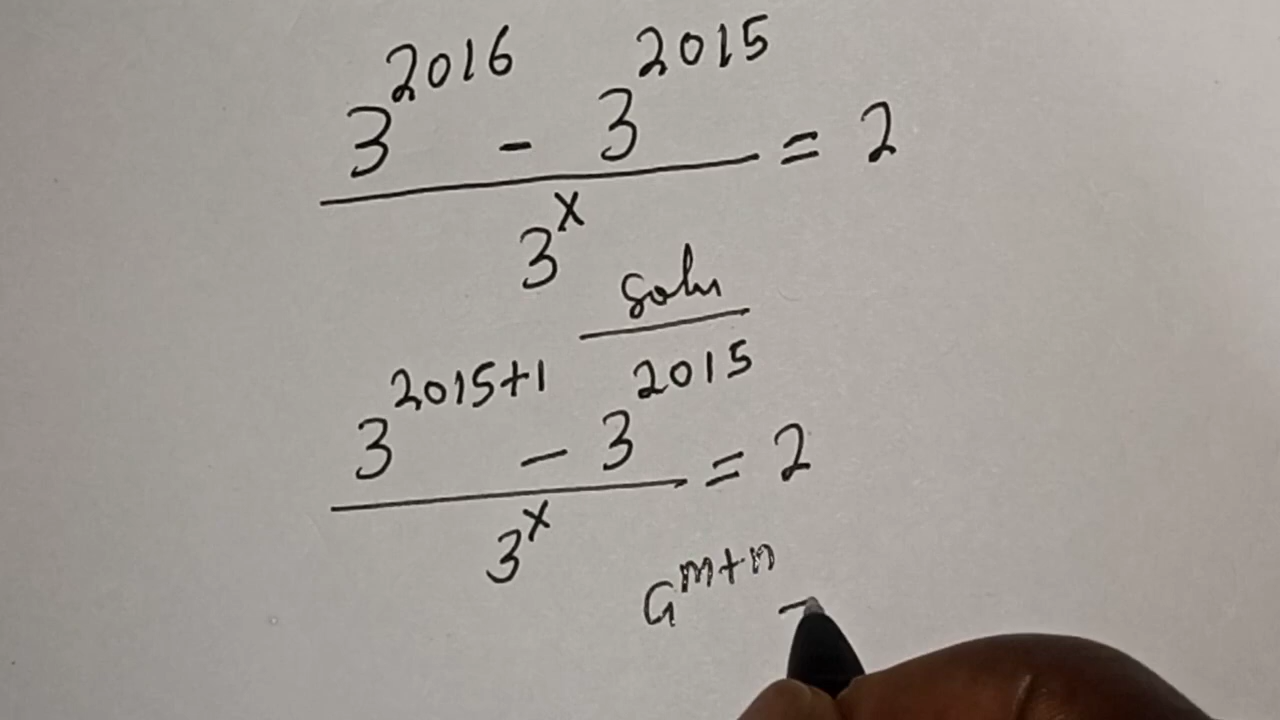 3^2016 - 3^2015 = 2
3^x
Soln
3^2015+1 - 3^2015 = 2
3^x
a^m+n